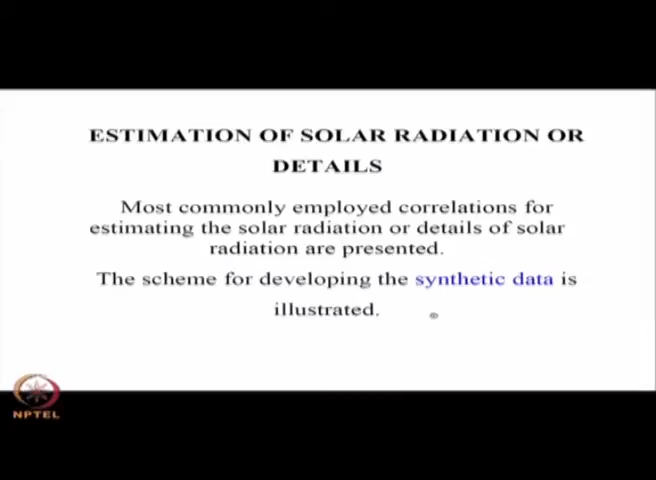 ESTIMATION OF SOLAR RADIATION OR
DETAILS
Most commonly employed correlations for
estimating the solar radiation or details of solar
radiation are presented.
The scheme for developing the synthetic data is
illustrated.
NPTEL